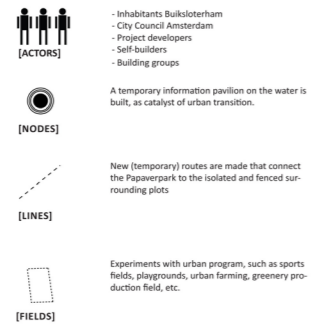 - Inhabitants Buiksloterham
- City Council Amsterdam
- Project developers
- Self-builders
- Building groups
[ACTORS]
A temporary information pavilion on the water is
built, as catalyst of urban transition.
[NODES]
New (temporary) routes are made that connect
the Papaverpark to the isolated and fenced sur-
rounding plots
[LINES]
Experiments with urban program, such as sports
fields, playgrounds, urban farming, greenery pro-
duction field, etc.
[FIELDS]